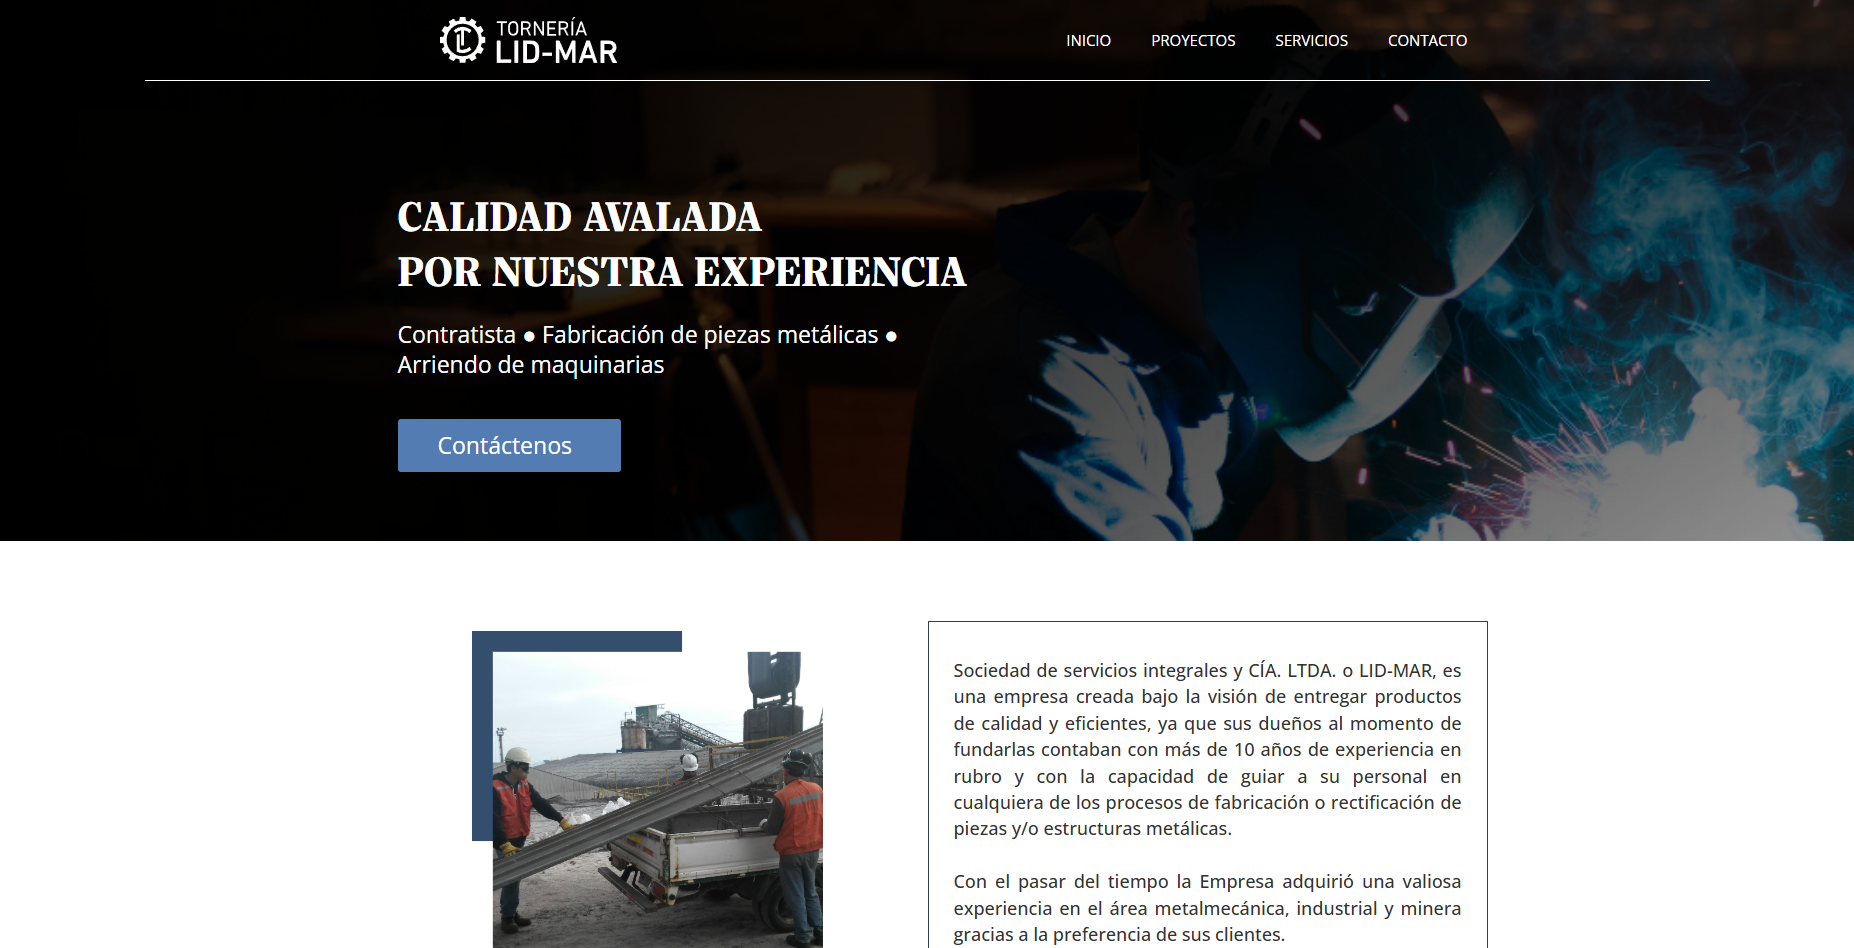 TORNERÍA
LID-MAR
INICIO PROYECTOS SERVICIOS CONTACTO
CALIDAD AVALADA
POR NUESTRA EXPERIENCIA
Contratista ● Fabricación de piezas metálicas ●
Arriendo de maquinarias
Contáctenos
Sociedad de servicios integrales y CÍA. LTDA. o LID-MAR, es
una empresa creada bajo la visión de entregar productos
de calidad y eficientes, ya que sus dueños al momento de
fundarlas contaban con más de 10 años de experiencia en
rubro y con la capacidad de guiar a su personal en
cualquiera de los procesos de fabricación o rectificación de
piezas y/o estructuras metálicas.
Con el pasar del tiempo la Empresa adquirió una valiosa
experiencia en el área metalmecánica, industrial y minera
gracias a la preferencia de sus clientes.